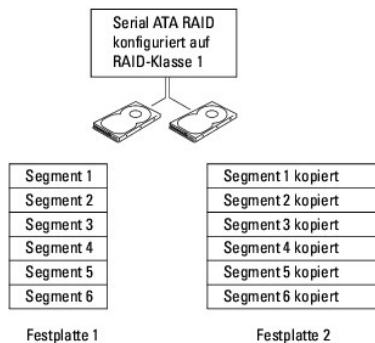 Serial ATA RAID
konfiguriert auf
RAID-Klasse 1
Segment 1
Segment 2
Segment 3
Segment 4
Segment 5
Segment 6
Festplatte 1
Segment 1 kopiert
Segment 2 kopiert
Segment 3 kopiert
Segment 4 kopiert
Segment 5 kopiert
Segment 6 kopiert
Festplatte 2